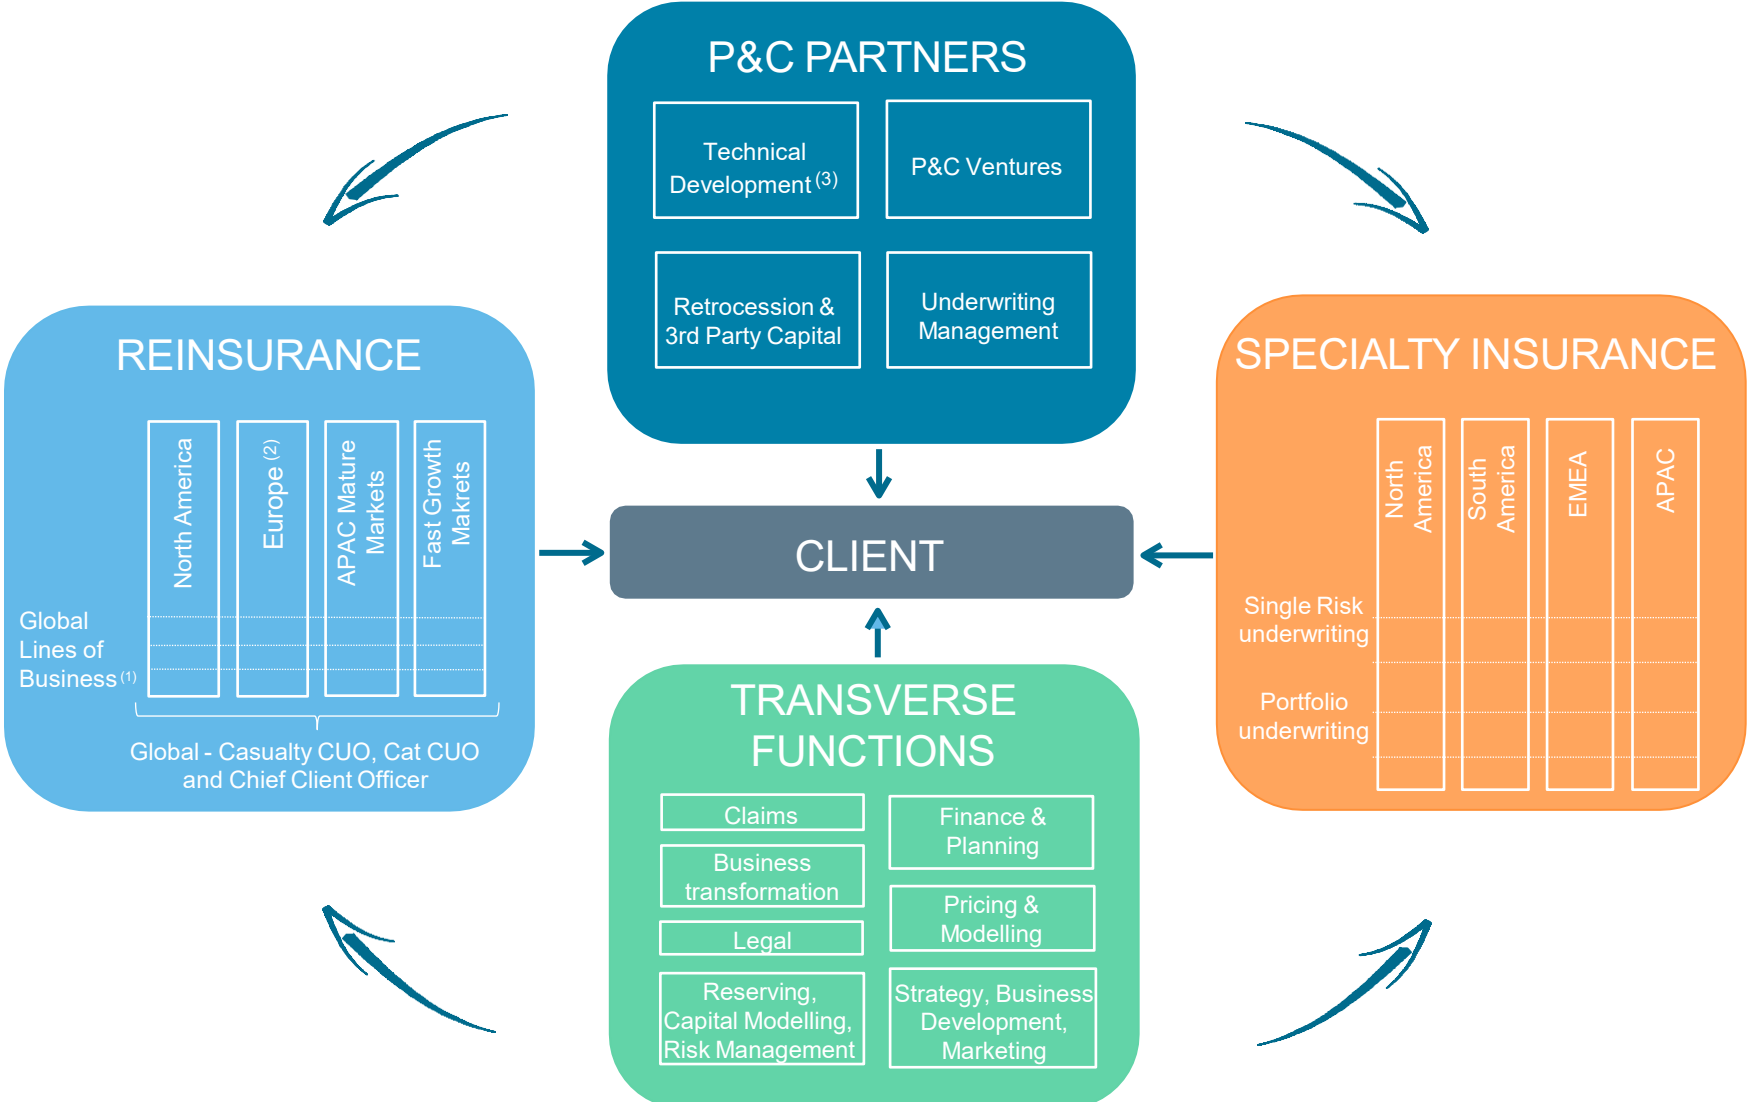 P&C PARTNERS
Technical
Development (3)
P&C Ventures
Retrocession &
3rd Party Capital
Underwriting
Management
REINSURANCE
North America
Europe (2)
APAC Mature
Markets
Fast Growth
Makrets
Global
Lines of
Business (1)
Global - Casualty CUO, Cat CUO
and Chief Client Officer
CLIENT
SPECIALTY INSURANCE
North
America
South
America
EMEA
APAC
Single Risk
underwriting
Portfolio
underwriting
TRANSVERSE
FUNCTIONS
Claims
Business
transformation
Legal
Reserving,
Capital Modelling,
Risk Management
Finance &
Planning
Pricing &
Modelling
Strategy, Business
Development,
Marketing